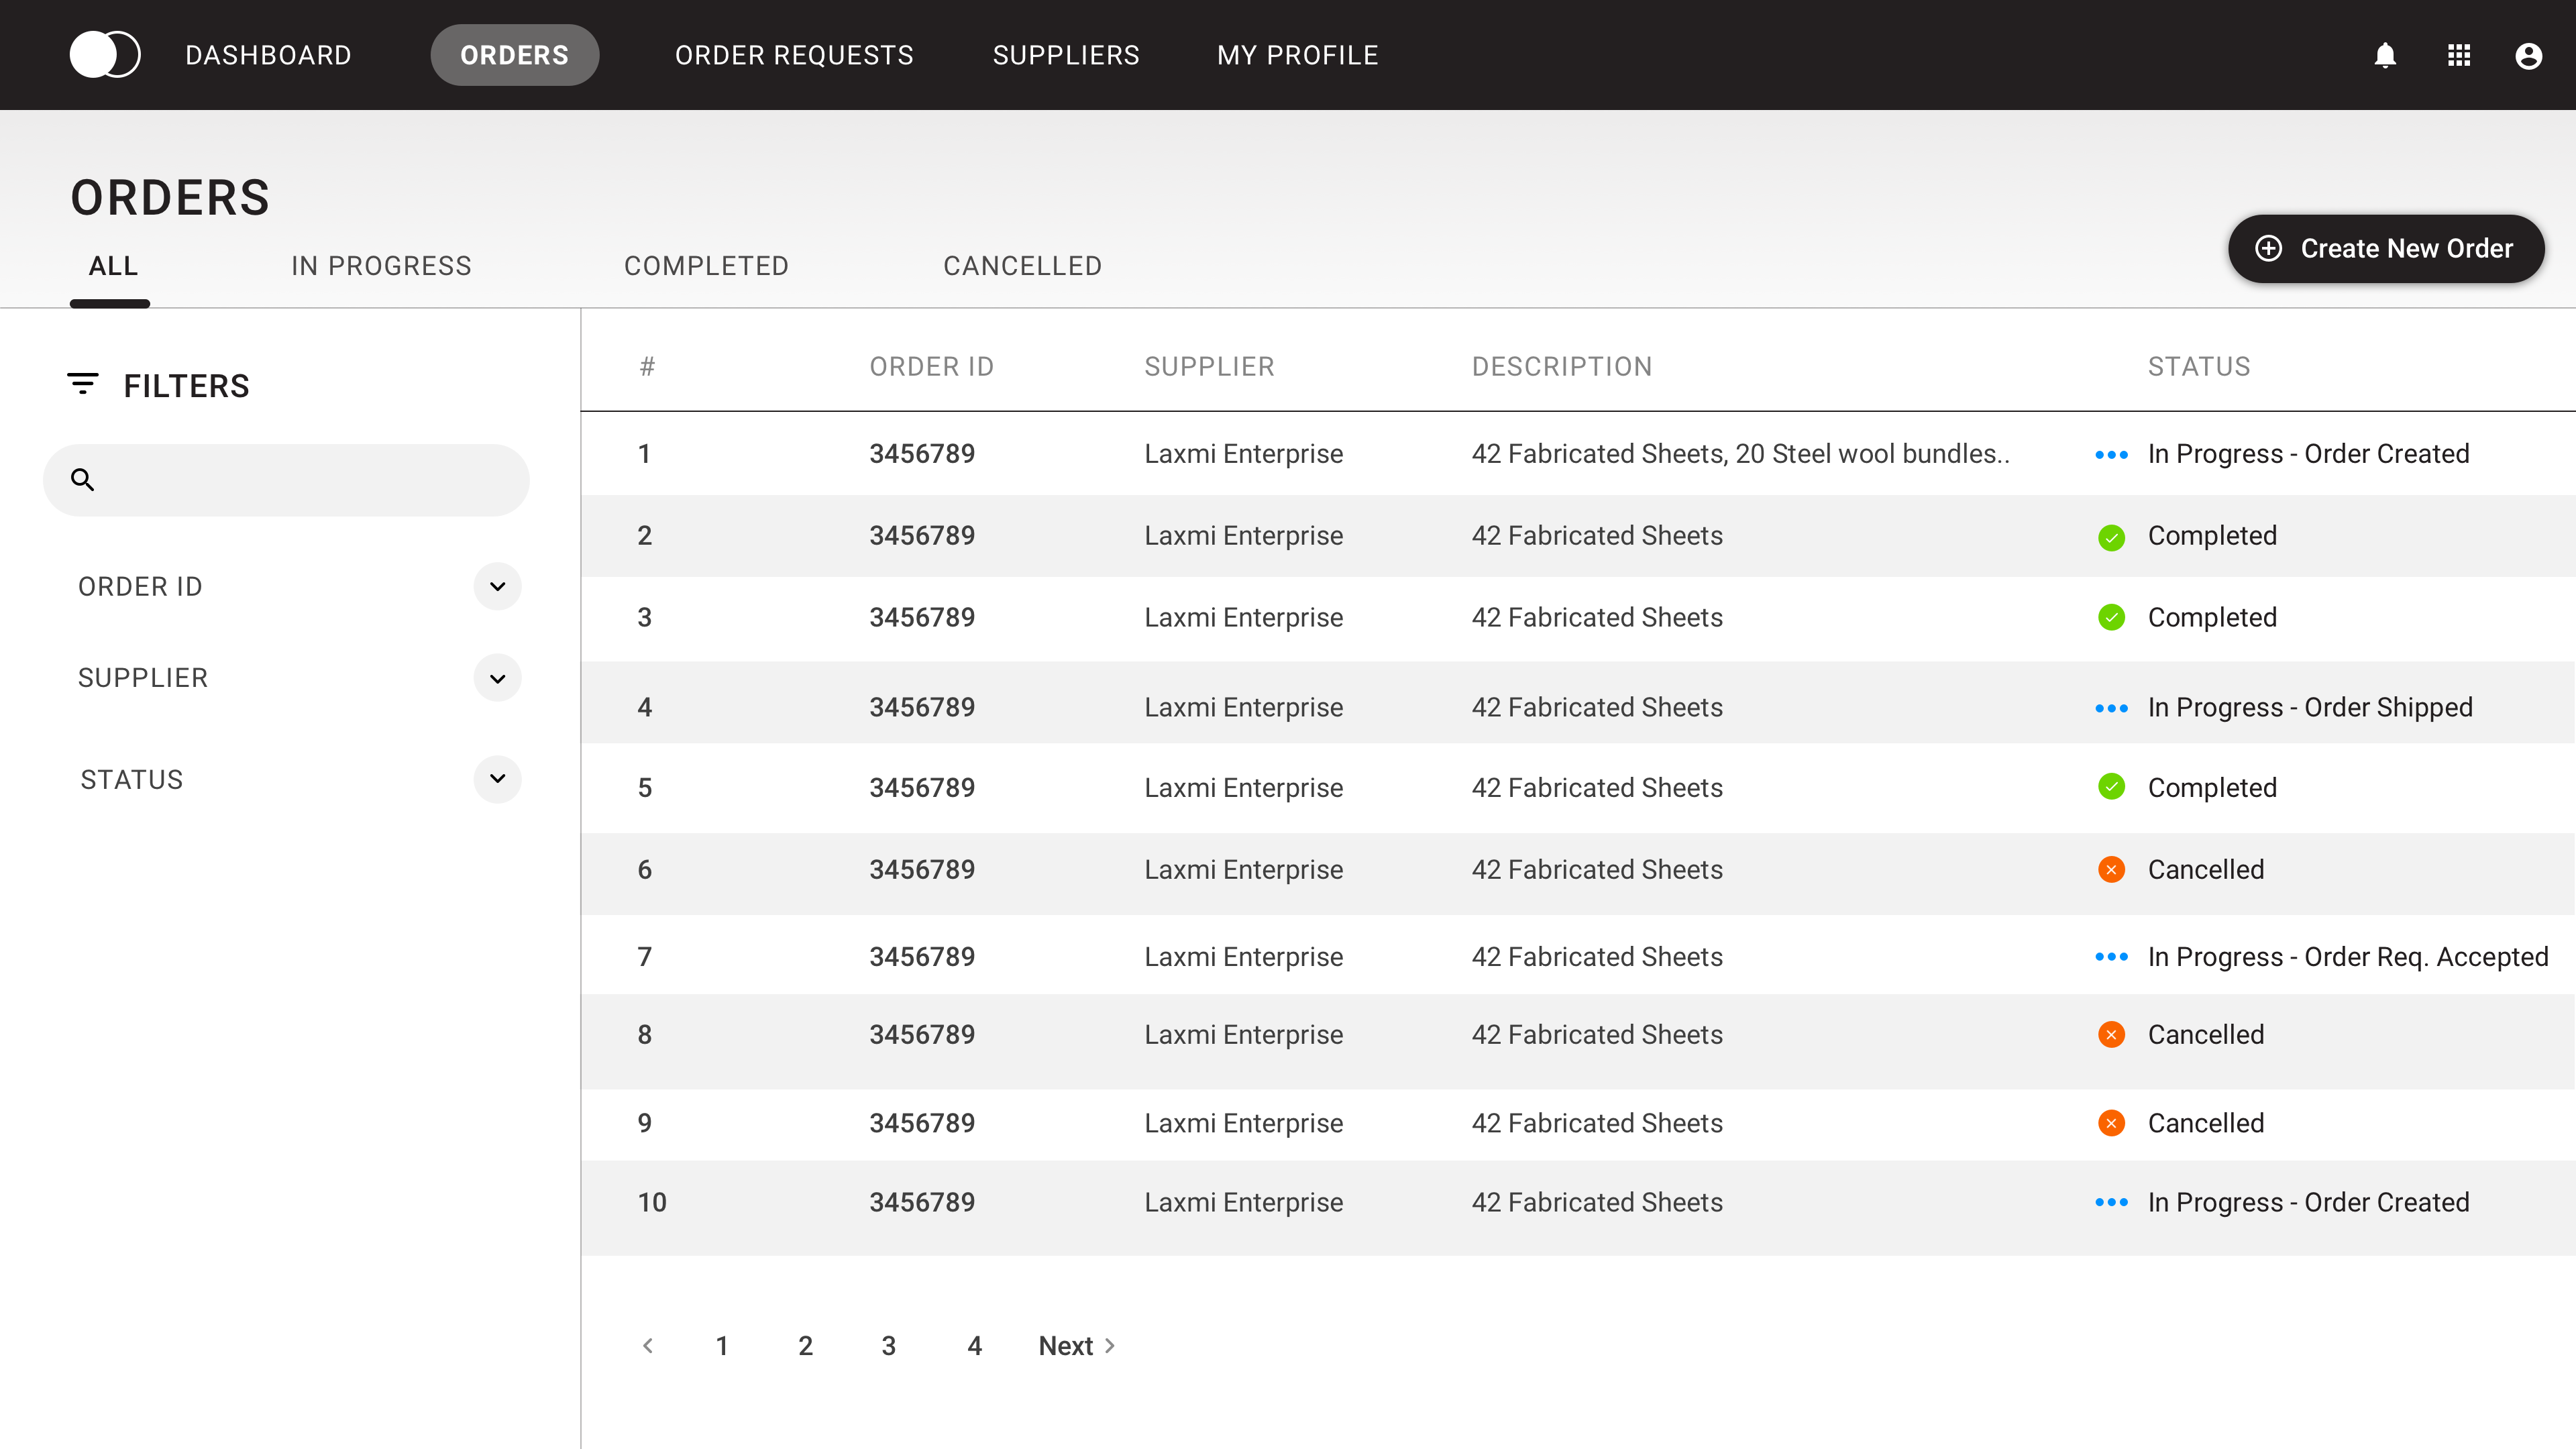 DASHBOARD ORDERS ORDER REQUESTS SUPPLIERS MY PROFILE
ORDERS
ALL IN PROGRESS COMPLETED CANCELLED
Create New Order
FILTERS
ORDER ID
SUPPLIER
STATUS
# ORDER ID SUPPLIER DESCRIPTION STATUS
1 3456789 Laxmi Enterprise 42 Fabricated Sheets, 20 Steel wool bundles.. In Progress - Order Created
2 3456789 Laxmi Enterprise 42 Fabricated Sheets Completed
3 3456789 Laxmi Enterprise 42 Fabricated Sheets Completed
4 3456789 Laxmi Enterprise 42 Fabricated Sheets In Progress - Order Shipped
5 3456789 Laxmi Enterprise 42 Fabricated Sheets Completed
6 3456789 Laxmi Enterprise 42 Fabricated Sheets Cancelled
7 3456789 Laxmi Enterprise 42 Fabricated Sheets In Progress - Order Req. Accepted
8 3456789 Laxmi Enterprise 42 Fabricated Sheets Cancelled
9 3456789 Laxmi Enterprise 42 Fabricated Sheets Cancelled
10 3456789 Laxmi Enterprise 42 Fabricated Sheets In Progress - Order Created
1 2 3 4 Next